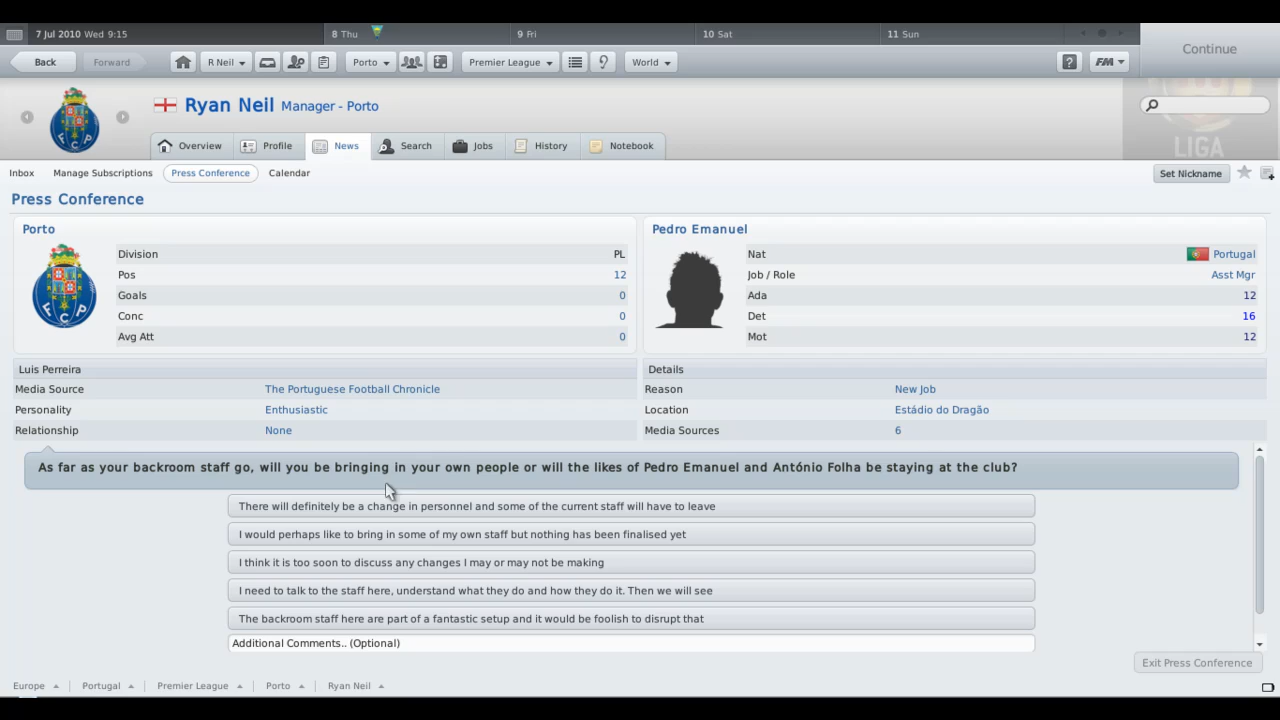 7 Jul 2010 Wed 9:15 8 Thu 9 Fri 10 Sat 11 Sun
Back Forward R Neil Porto Premier League World ? FM Continue
Ryan Neil Manager - Porto
LIGA
Overview Profile News Search Jobs History Notebook
Inbox Manage Subscriptions Press Conference Calendar Set Nickname
Press Conference
Porto
FCP
Division PL
Pos 12
Goals 0
Conc 0
Avg Att 0
Pedro Emanuel
Nat Portugal
Job / Role Asst Mgr
Ada 12
Det 16
Mot 12
Luis Perreira
Media Source The Portuguese Football Chronicle
Personality Enthusiastic
Relationship None
Details
Reason New Job
Location Estádio do Dragão
Media Sources 6
As far as your backroom staff go, will you be bringing in your own people or will the likes of Pedro Emanuel and António Folha be staying at the club?
There will definitely be a change in personnel and some of the current staff will have to leave
I would perhaps like to bring in some of my own staff but nothing has been finalised yet
I think it is too soon to discuss any changes I may or may not be making
I need to talk to the staff here, understand what they do and how they do it. Then we will see
The backroom staff here are part of a fantastic setup and it would be foolish to disrupt that
Additional Comments.. (Optional)
Exit Press Conference
Europe Portugal Premier League Porto Ryan Neil